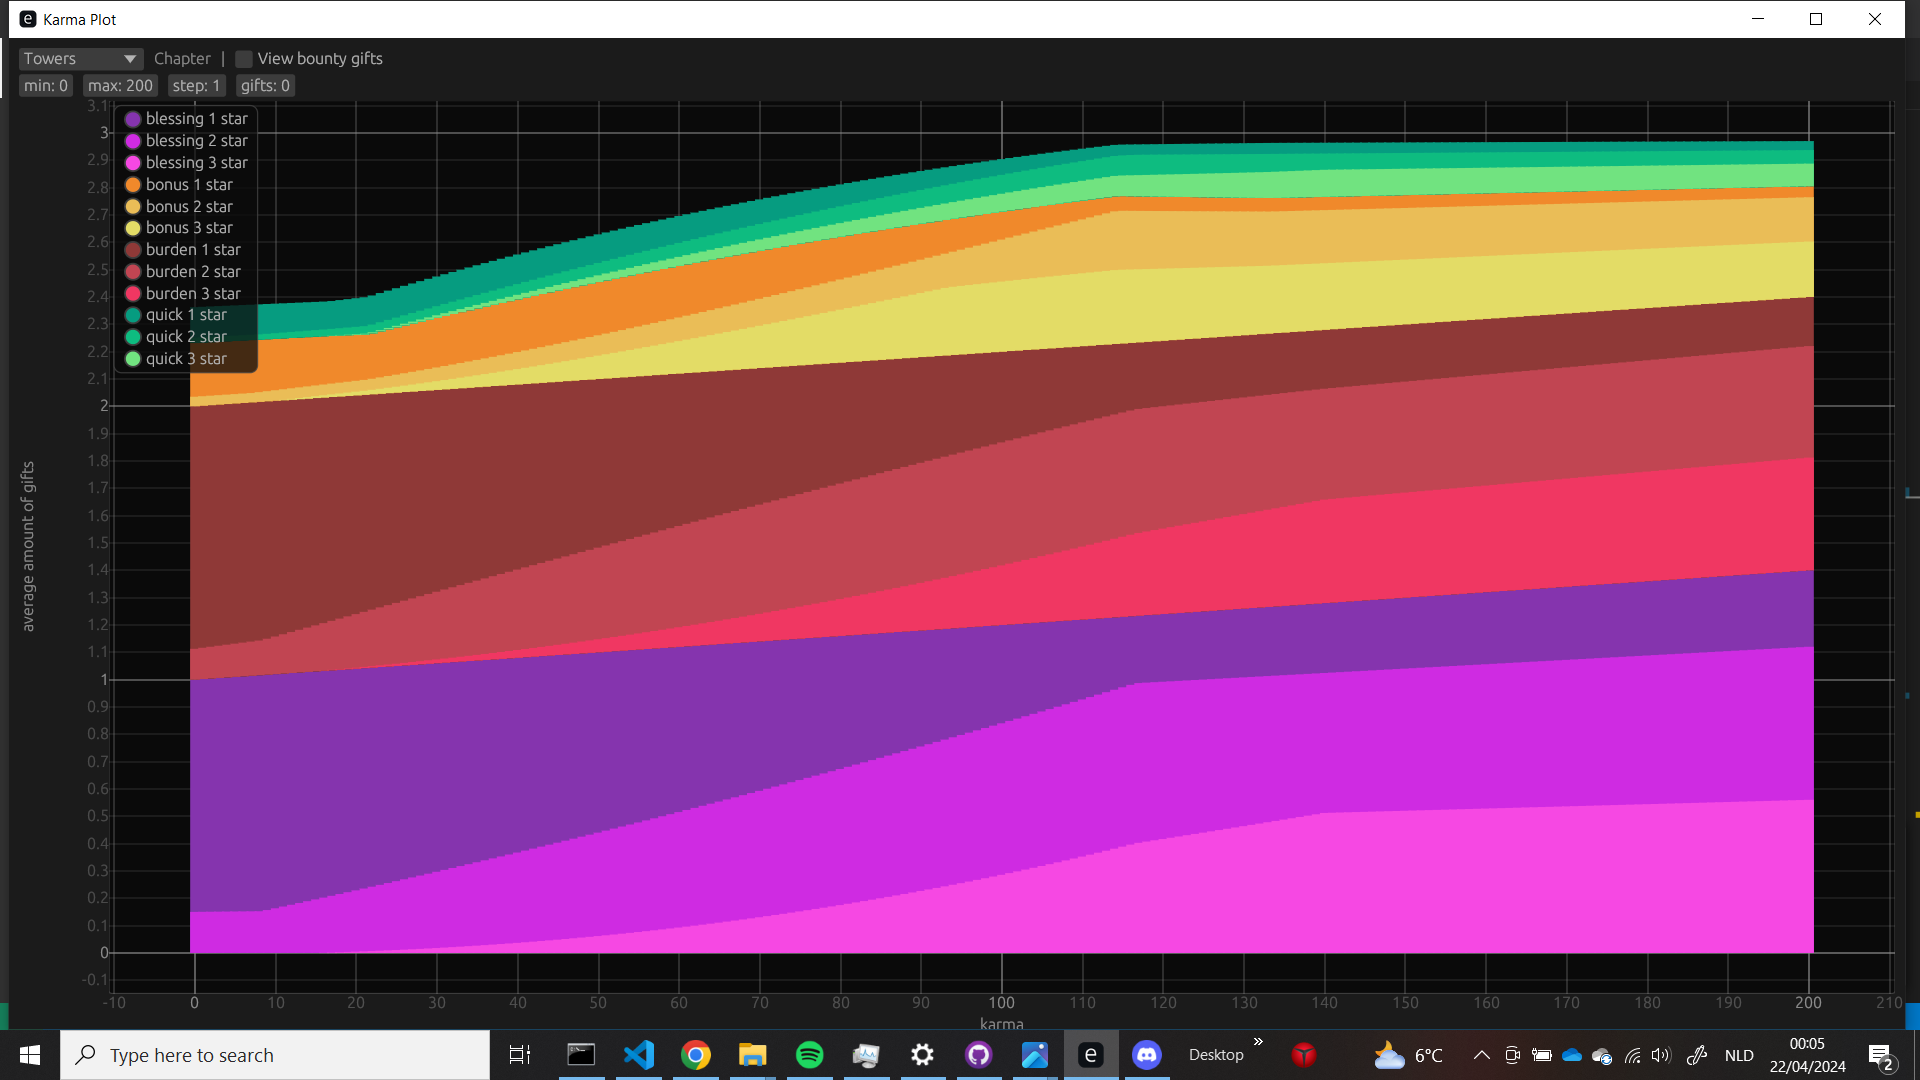 Karma Plot
Towers Chapter | View bounty gifts
min: 0 max: 200 step: 1 gifts: 0
blessing 1 star
blessing 2 star
blessing 3 star
bonus 1 star
bonus 2 star
bonus 3 star
burden 1 star
burden 2 star
burden 3 star
quick 1 star
quick 2 star
quick 3 star
3.1
3
2.9
2.8
2.7
2.6
2.5
2.4
2.3
2.2
2.1
2
1.9
1.8
1.7
1.6
1.5
1.4
1.3
1.2
1.1
1
0.9
0.8
0.7
0.6
0.5
0.4
0.3
0.2
0.1
0
-0.1
average amount of gifts
-10 0 10 20 30 40 50 60 70 80 90 100 110 120 130 140 150 160 170 180 190 200 210
karma
Type here to search
Desktop
6°C
NLD
00:05
22/04/2024
2